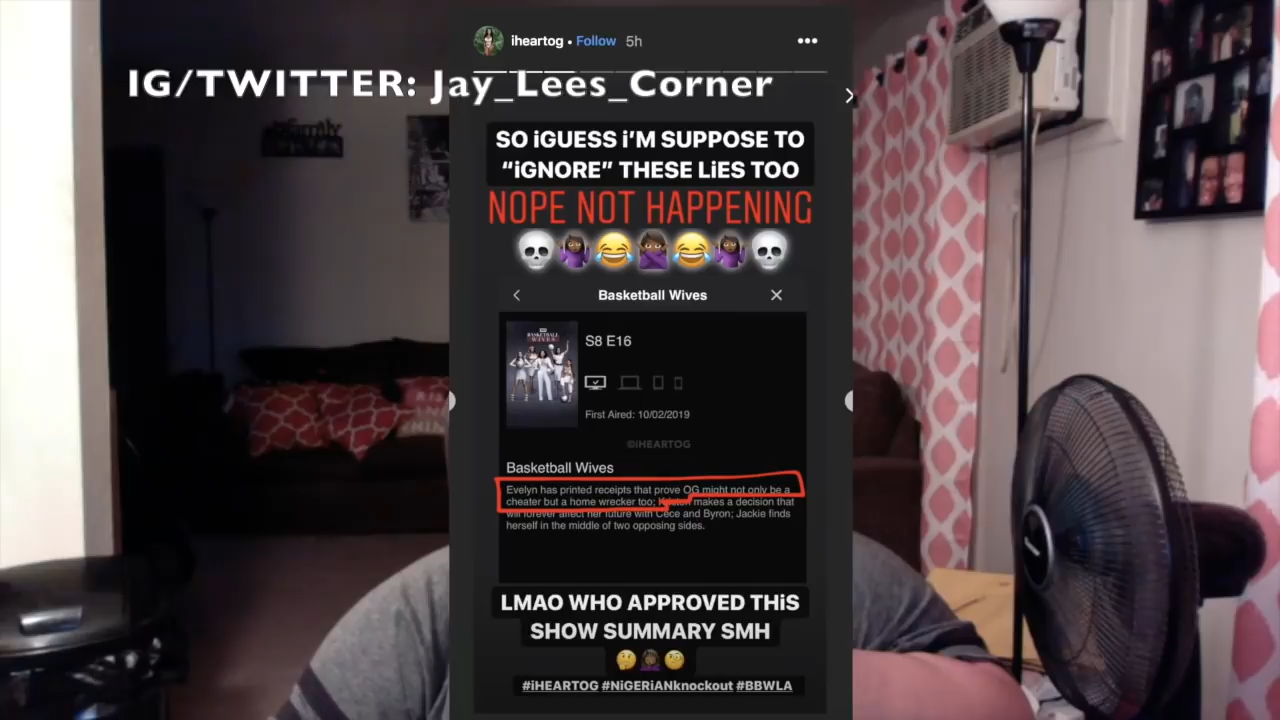 iheartog • Follow 5h
IG/TWITTER: Jay_Lees_Corner
SO iGUESS i'M SUPPOSE TO
"iGNORE" THESE LiES TOO
NOPE NOT HAPPENING
Basketball Wives
BASKETBALL
WIVES
S8 E16
First Aired: 10/02/2019
©iHEARTOG
Basketball Wives
Evelyn has printed receipts that prove OG might not only be a
cheater but a home wrecker too; Kristen makes a decision that
will forever affect her future with Cece and Byron; Jackie finds
herself in the middle of two opposing sides.
LMAO WHO APPROVED THiS
SHOW SUMMARY SMH
#iHEARTOG #NiGERiANknockout #BBWLA